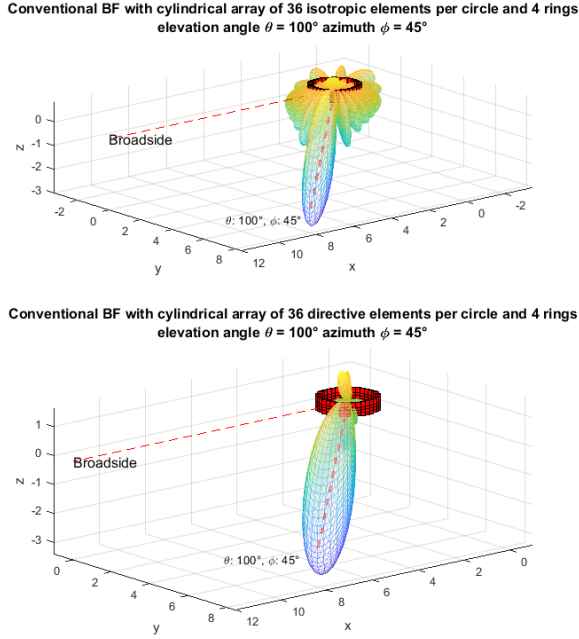 Conventional BF with cylindrical array of 36 isotropic elements per circle and 4 rings
elevation angle θ = 100° azimuth ϕ = 45°
0
-1
-2
-3
z
Broadside
θ: 100°, ϕ: 45°
-2
0
2
4
6
8
y
12
10
8
6
4
2
0
-2
x
Conventional BF with cylindrical array of 36 directive elements per circle and 4 rings
elevation angle θ = 100° azimuth ϕ = 45°
1
0
-1
-2
-3
z
Broadside
θ: 100°, ϕ: 45°
0
2
4
6
8
y
12
10
8
6
4
2
0
x